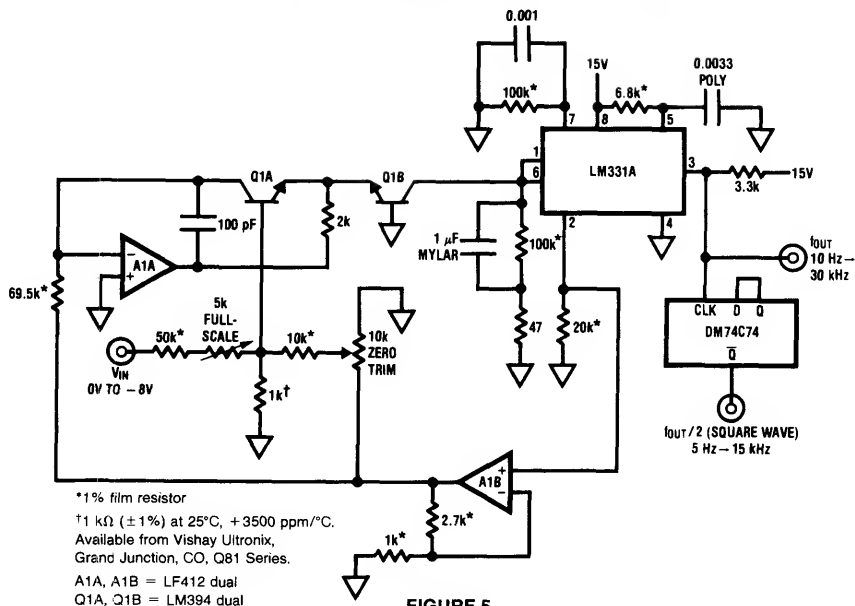 0.001
15V
0.0033
POLY
100k*
6.8k*
7
8
5
Q1A
Q1B
1
6
LM331A
3
3.3k
15V
2
4
100 pF
2k
1 μF
MYLAR
100k*
A1A
-
+
69.5k*
5k
FULL-
SCALE
50k*
10k*
10k
ZERO
TRIM
47
20k*
fOUT
10 Hz→
30 kHz
CLK D Q
DM74C74
Q̅
VIN
0V TO −8V
1k†
fOUT/2 (SQUARE WAVE)
5 Hz→15 kHz
A1B
+
-
2.7k*
1k*
*1% film resistor
†1 kΩ (±1%) at 25°C, +3500 ppm/°C.
Available from Vishay Ultronix,
Grand Junction, CO, Q81 Series.
A1A, A1B = LF412 dual
Q1A, Q1B = LM394 dual
FIGURE 5